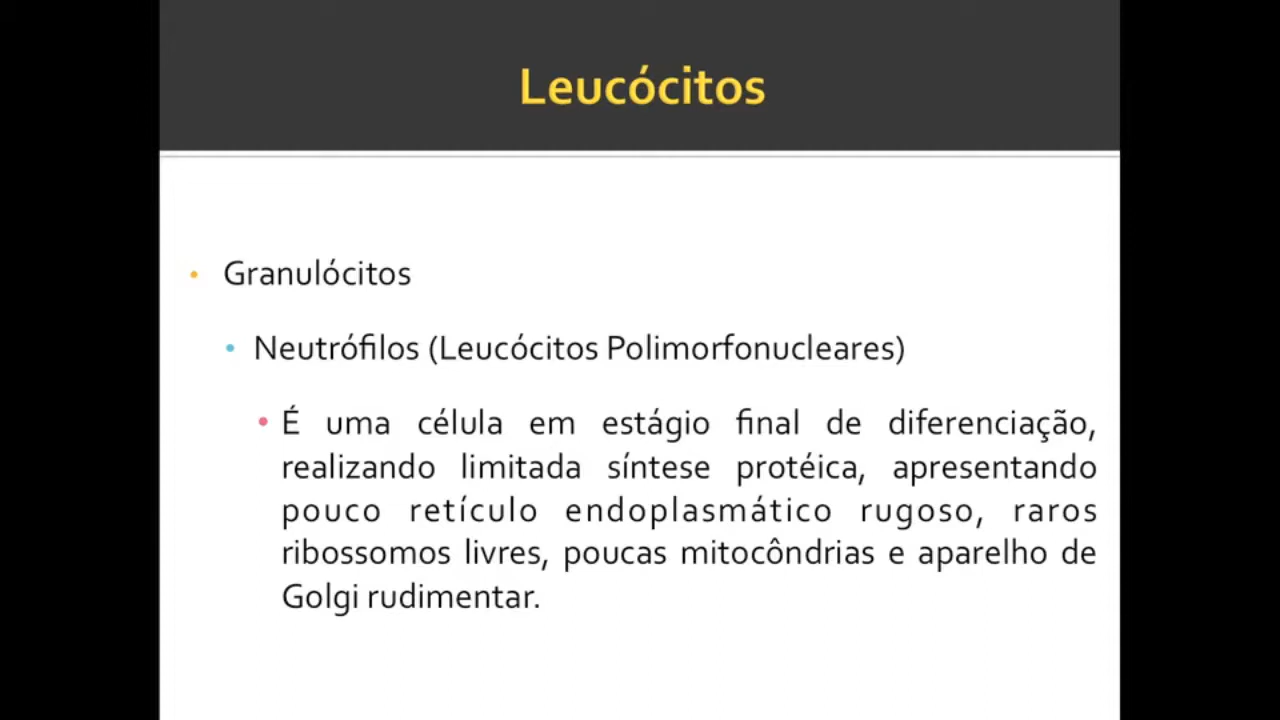 Leucócitos
• Granulócitos
• Neutrófilos (Leucócitos Polimorfonucleares)
• É uma célula em estágio final de diferenciação,
realizando limitada síntese protéica, apresentando
pouco retículo endoplasmático rugoso, raros
ribossomos livres, poucas mitocôndrias e aparelho de
Golgi rudimentar.